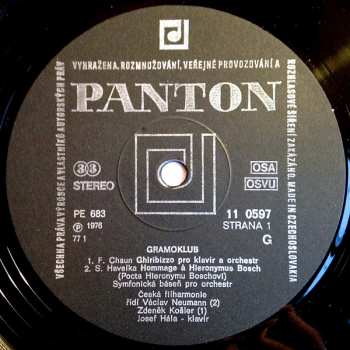 VŠECHNA PRÁVA VÝROBCE A VLASTNÍKŮ AUTORSKÝCH PRÁV VYHRAŽENA. ROZMNOŽOVÁNÍ, VEŘEJNÉ PROVOZOVÁNÍ A ROZHLASOVÉ ŠÍŘENÍ ZAKÁZÁNO. MADE IN CZECHOSLOVAKIA
PANTON
33
STEREO
OSA
OSVU
PE 683
11 0597
℗ 1976
STRANA 1
77 1
G
GRAMOKLUB
1. F. Chaun Ghiribizzo pro klavír a orchestr
2. S. Havelka Hommage à Hieronymus Bosch
(Pocta Hieronymu Boschovi)
Symfonická báseň pro orchestr
Česká filharmonie
řídí Václav Neumann (2)
Zdeněk Košler (1)
Josef Hála - klavír